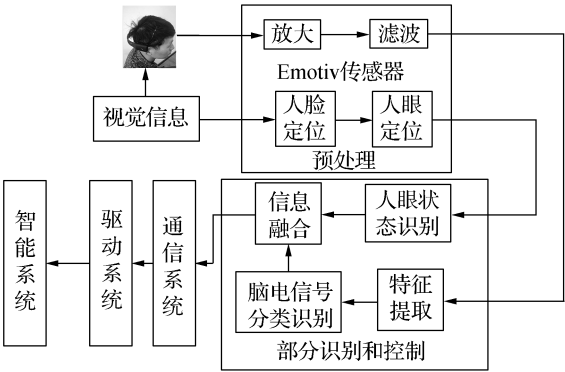 放大
滤波
Emotiv传感器
视觉信息
人脸
定位
人眼
定位
预处理
智能系统
驱动系统
通信系统
信息
融合
人眼状
态识别
脑电信号
分类识别
特征
提取
部分识别和控制